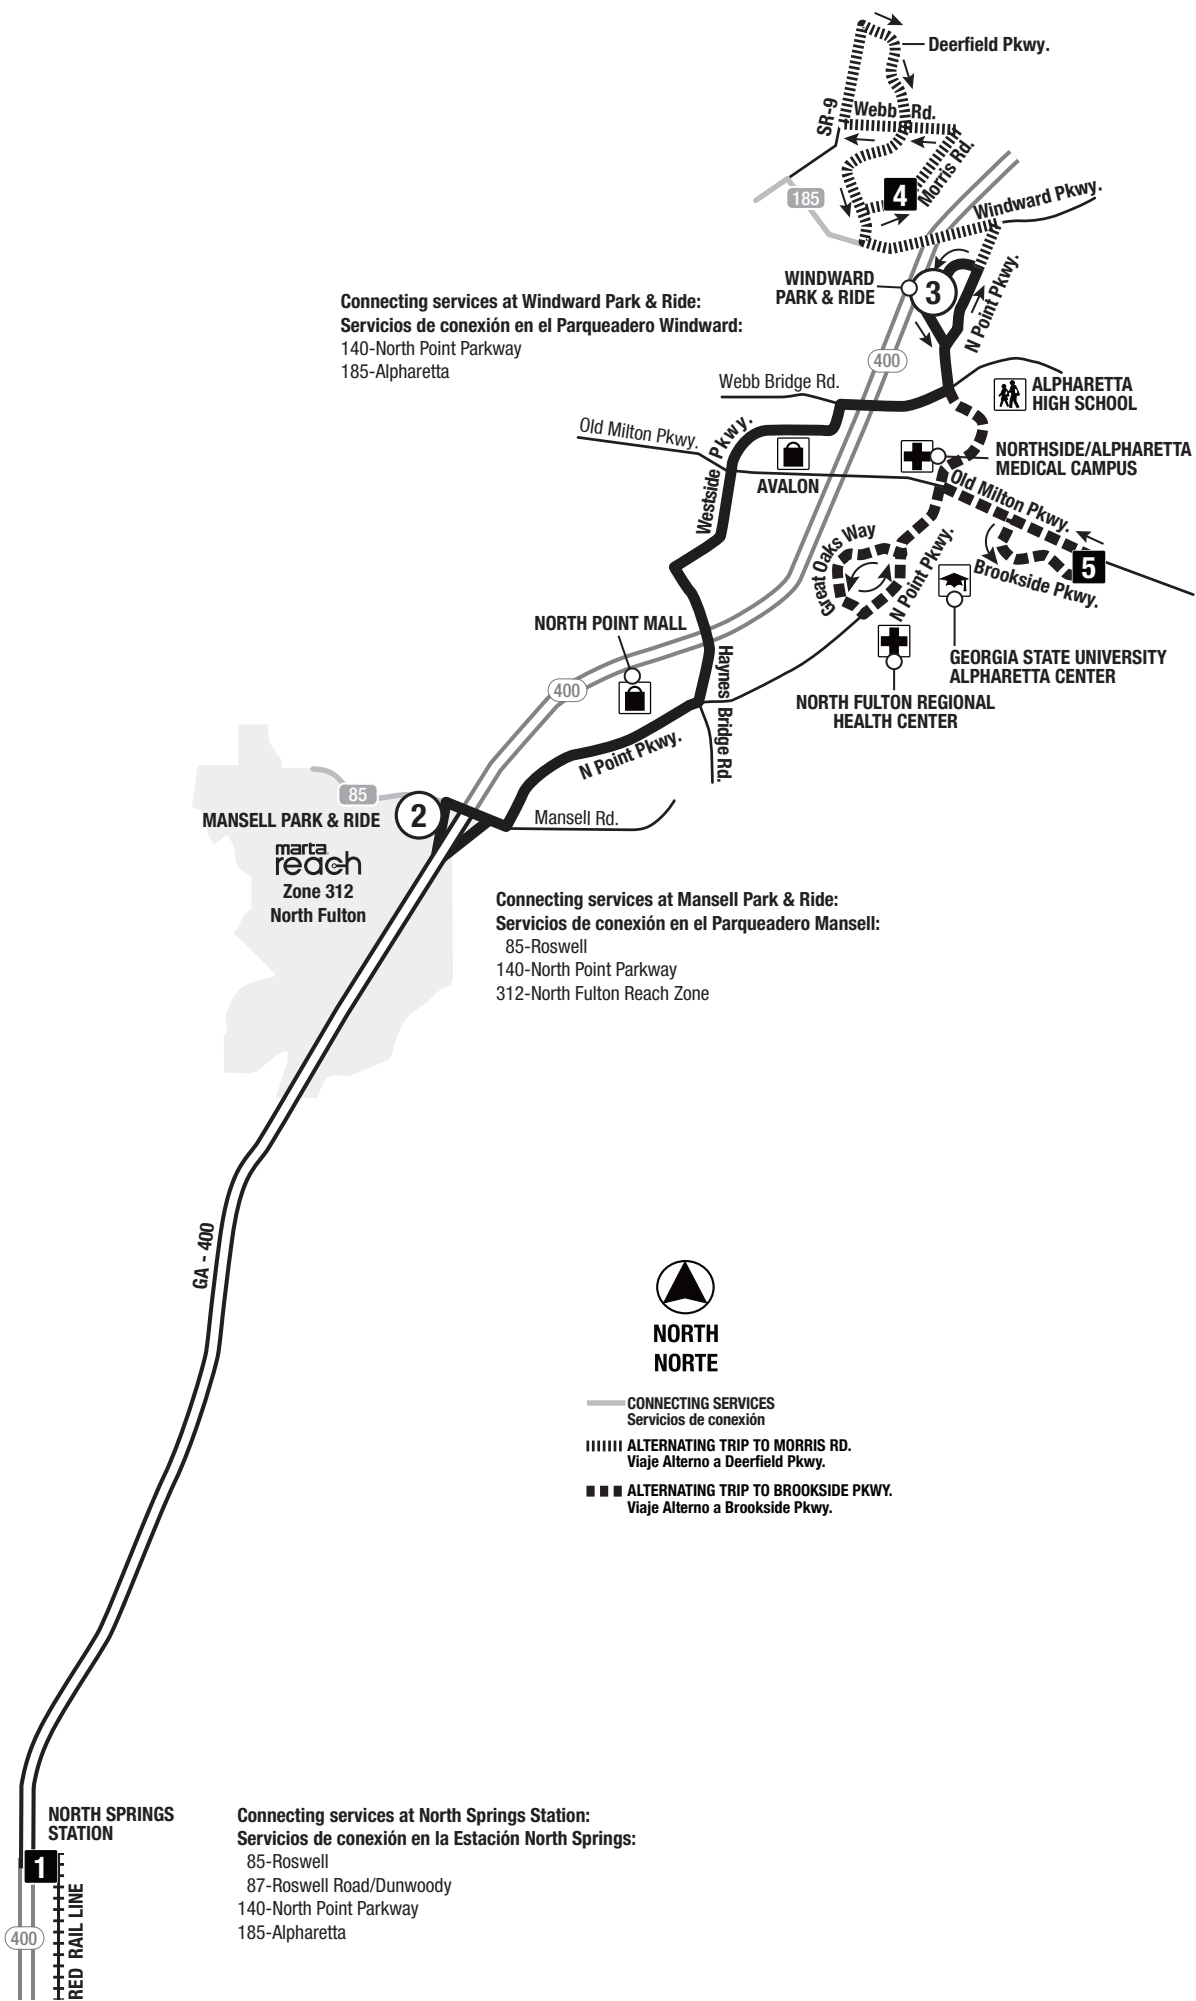 Deerfield Pkwy.
SR-9
Webb Rd.
Morris Rd.
4
185
Windward Pkwy.
WINDWARD
PARK & RIDE
3
N Point Pkwy.
Connecting services at Windward Park & Ride:
Servicios de conexión en el Parqueadero Windward:
140-North Point Parkway
185-Alpharetta
400
Webb Bridge Rd.
ALPHARETTA
HIGH SCHOOL
Old Milton Pkwy.
Westside Pkwy.
AVALON
NORTHSIDE/ALPHARETTA
MEDICAL CAMPUS
Old Milton Pkwy.
Great Oaks Way
N Point Pkwy.
Brookside Pkwy.
5
NORTH POINT MALL
GEORGIA STATE UNIVERSITY
ALPHARETTA CENTER
NORTH FULTON REGIONAL
HEALTH CENTER
400
Haynes Bridge Rd.
N Point Pkwy.
85
MANSELL PARK & RIDE
2
Mansell Rd.
marta
reach
Zone 312
North Fulton
Connecting services at Mansell Park & Ride:
Servicios de conexión en el Parqueadero Mansell:
85-Roswell
140-North Point Parkway
312-North Fulton Reach Zone
GA - 400
NORTH
NORTE
CONNECTING SERVICES
Servicios de conexión
ALTERNATING TRIP TO MORRIS RD.
Viaje Alterno a Deerfield Pkwy.
ALTERNATING TRIP TO BROOKSIDE PKWY.
Viaje Alterno a Brookside Pkwy.
NORTH SPRINGS
STATION
1
400
RED RAIL LINE
Connecting services at North Springs Station:
Servicios de conexión en la Estación North Springs:
85-Roswell
87-Roswell Road/Dunwoody
140-North Point Parkway
185-Alpharetta